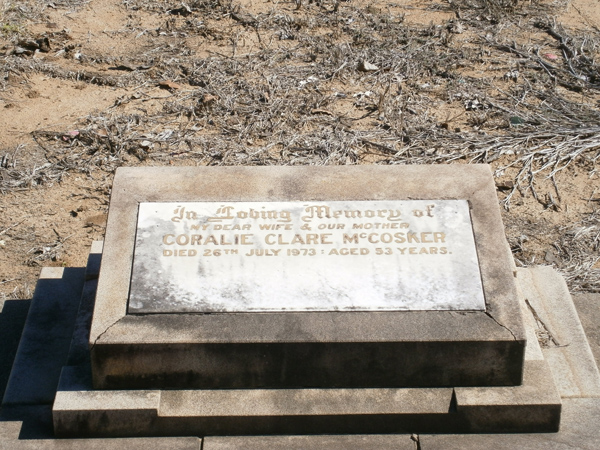 In Loving Memory of
MY DEAR WIFE & OUR MOTHER
CORALIE CLARE McCOSKER
DIED 26TH JULY 1973 · AGED 53 YEARS.